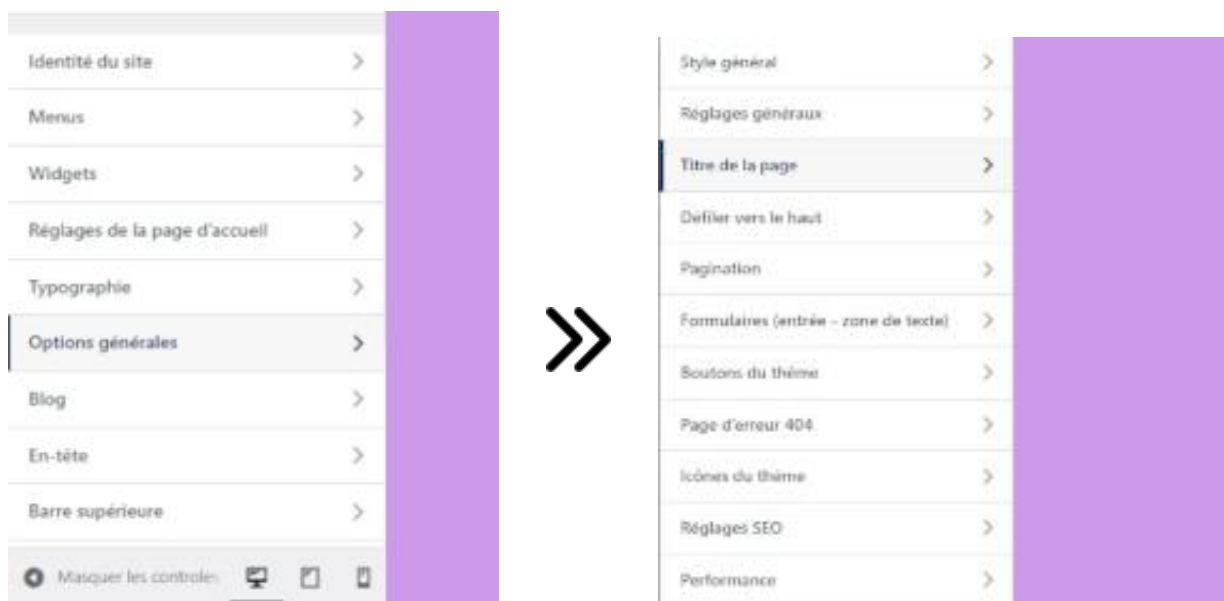 Identité du site
Menus
Widgets
Réglages de la page d'accueil
Typographie
Options générales
Blog
En-tête
Barre supérieure
Masquer les controles
Style général
Réglages généraux
Titre de la page
Défiler vers le haut
Pagination
Formulaires (entrée - zone de texte)
Boutons du thème
Page d'erreur 404
Icônes du thème
Réglages SEO
Performance